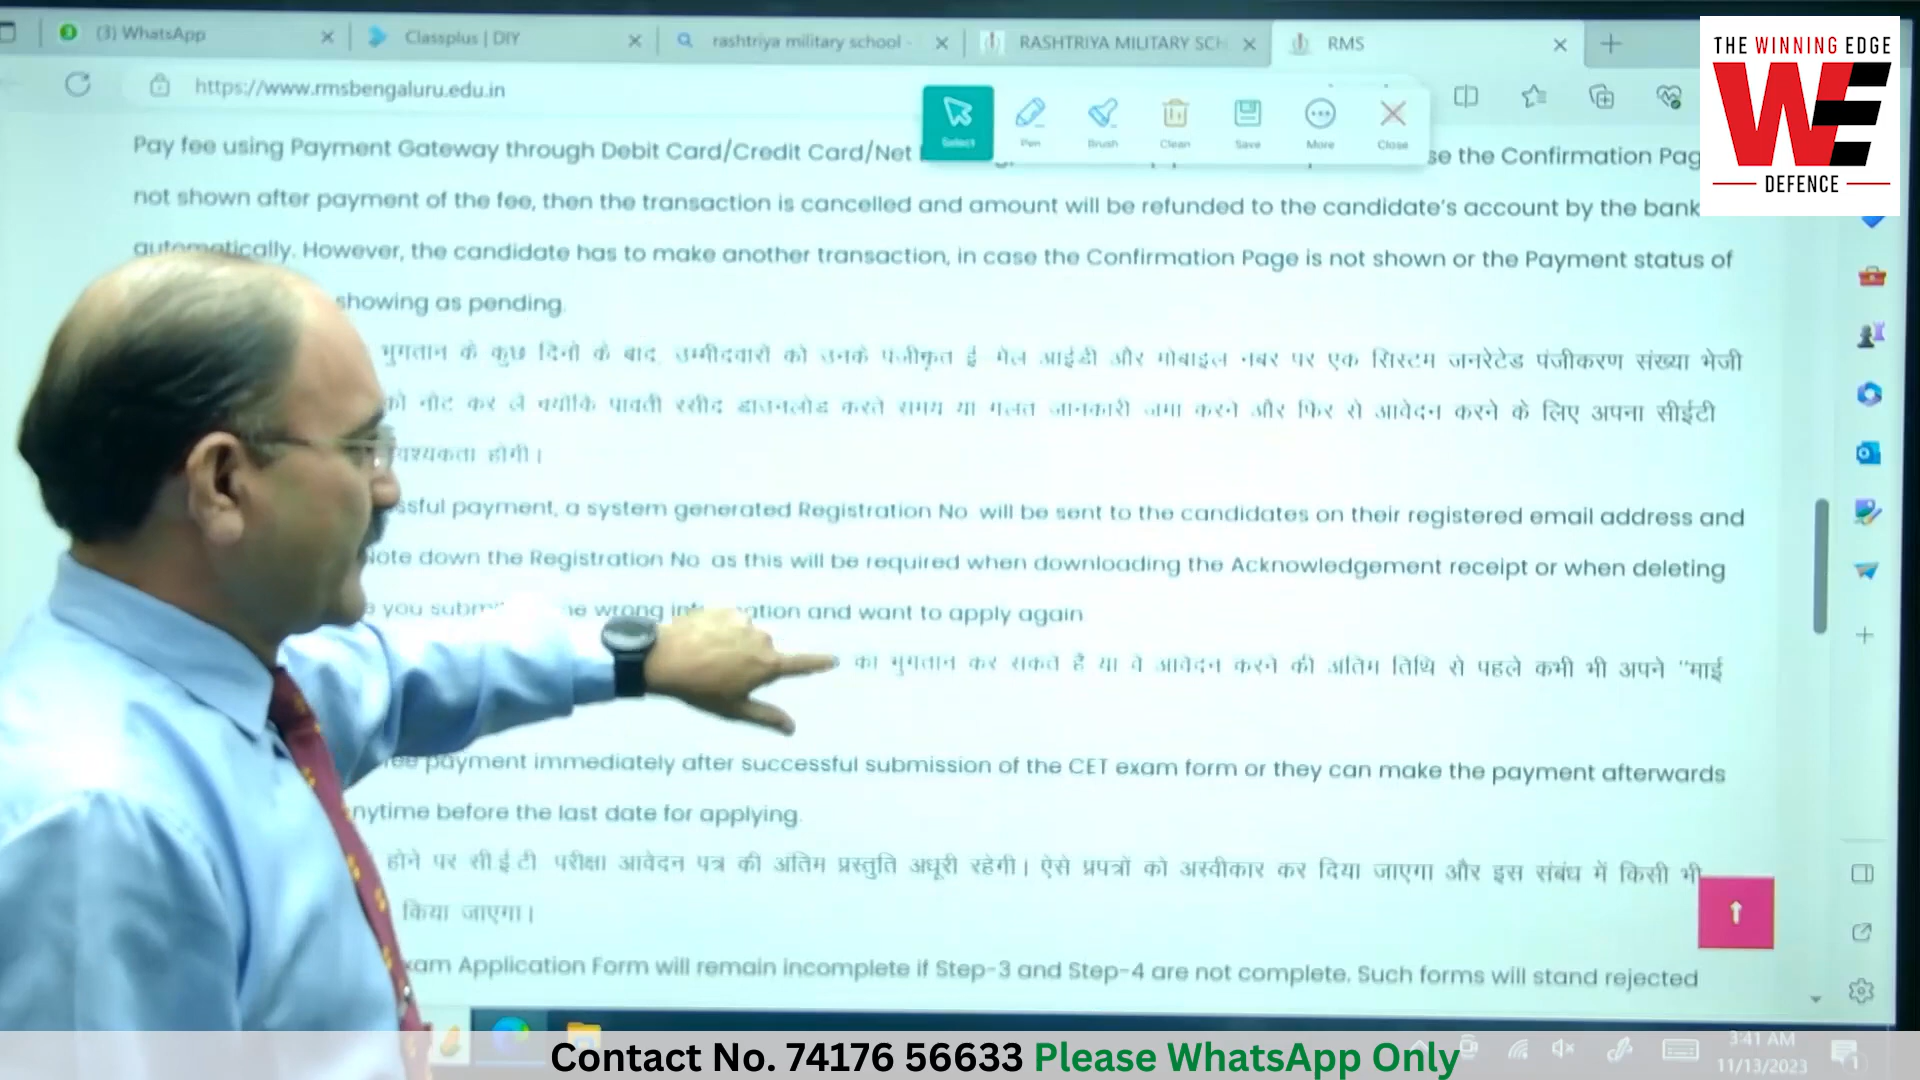 (3) WhatsApp
Classplus | DIY
rashtriya military school -
RASHTRIYA MILITARY SCH
RMS
https://www.rmsbengaluru.edu.in
Select Pen Brush Clean Save More Close
THE WINNING EDGE
WE
DEFENCE
Pay fee using Payment Gateway through Debit Card/Credit Card/Net se the Confirmation Pag
not shown after payment of the fee, then the transaction is cancelled and amount will be refunded to the candidate's account by the bank
automatically. However, the candidate has to make another transaction, in case the Confirmation Page is not shown or the Payment status of
showing as pending.
भुगतान के कुछ दिनों के बाद, उम्मीदवारों को उनके पंजीकृत ई मेल आईडी और मोबाइल नंबर पर एक सिस्टम जनरेटेड पंजीकरण संख्या भेजी
को नोट कर लें क्योंकि पावती रसीद डाउनलोड करते समय या गलत जानकारी जमा करने और फिर से आवेदन करने के लिए अपना सीईटी
वश्यकता होगी।
ssful payment, a system generated Registration No will be sent to the candidates on their registered email address and
Note down the Registration No as this will be required when downloading the Acknowledgement receipt or when deleting
you wrong and want to apply again
का भुगतान कर सकते हैं या वे आवेदन करने की अंतिम तिथि से पहले कभी भी अपने "माई
fee payment immediately after successful submission of the CET exam form or they can make the payment afterwards
nytime before the last date for applying.
होने पर सी ई टी परीक्षा आवेदन पत्र की अंतिम प्रस्तुति अधूरी रहेगी। ऐसे प्रपत्रों को अस्वीकार कर दिया जाएगा और इस संबंध में किसी भी
किया जाएगा।
xam Application Form will remain incomplete if Step-3 and Step-4 are not complete. Such forms will stand rejected
3:41 AM
11/13/2023
Contact No. 74176 56633 Please WhatsApp Only